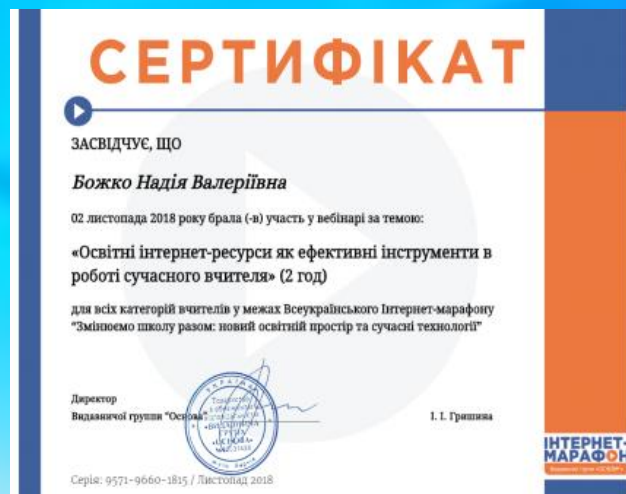 СЕРТИФІКАТ
ЗАСВІДЧУЄ, ЩО
Божко Надія Валеріївна
02 листопада 2018 року брала (-в) участь у вебінарі за темою:
«Освітні інтернет-ресурси як ефективні інструменти в
роботі сучасного вчителя» (2 год)
для всіх категорій вчителів у межах Всеукраїнського Інтернет-марафону
"Змінюємо школу разом: новий освітній простір та сучасні технології"
Директор
Видавничої группи "Основа"
І. І. Гришина
УКРАЇНА
ІНТЕРНЕТ-
МАРАФОН
Серія: 9571-9660-1815 / Листопад 2018